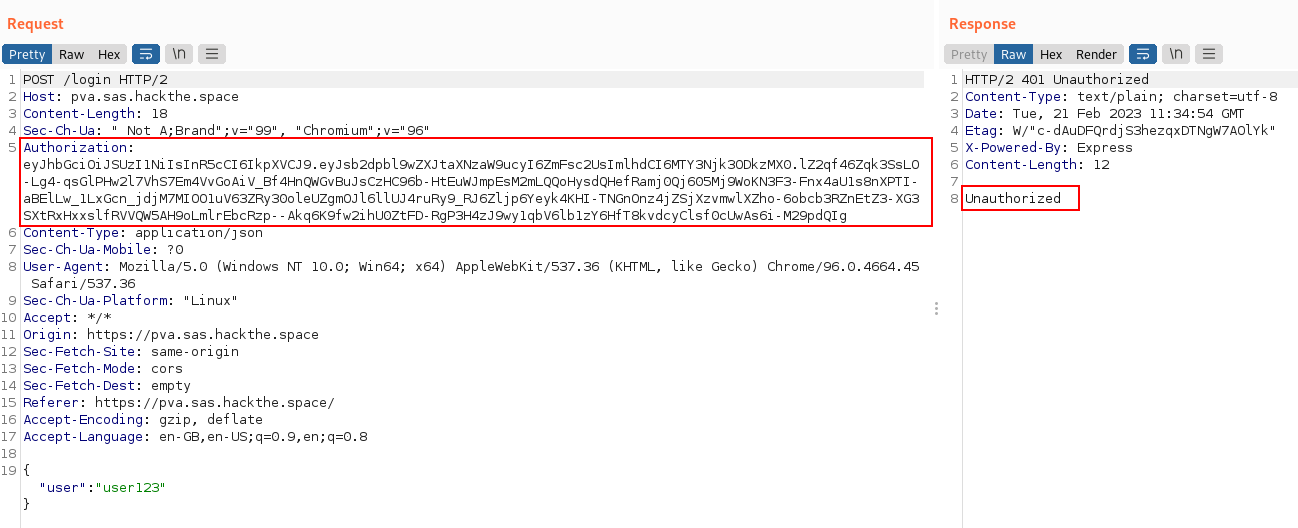 Request
Pretty Raw Hex \n
1 POST /login HTTP/2
2 Host: pva.sas.hackthe.space
3 Content-Length: 18
4 Sec-Ch-Ua: " Not A;Brand";v="99", "Chromium";v="96"
5 Authorization:
eyJhbGciOiJSUzI1NiIsInR5cCI6IkpXVCJ9.eyJsb2dpbl9wZXJtaXNzaW9ucyI6ZmFsc2UsImlhdCI6MTY3Njk3ODkzMX0.lZ2qf46Zqk3SsL0
-Lg4-qsGlPHw2l7VhS7Em4VvGoAiV_Bf4HnQWGvBuJsCzHC96b-HtEuWJmpEsM2mLQQoHysdQHefRamj0Qj605Mj9WoKN3F3-Fnx4aU1s8nXPTI-
aBElLw_1LxGcn_jdjM7MIO01uV63ZRy30oleUZgmOJl6llUJ4ruRy9_RJ6Zljp6Yeyk4KHI-TNGnOnz4jZSjXzvmwlXZho-6obcb3RZnEtZ3-XG3
SXtRxHxxslfRVVQW5AH9oLmlrEbcRzp--Akq6K9fw2ihU0ZtFD-RgP3H4zJ9wy1qbV6lb1zY6HfT8kvdcyClsf0cUwAs6i-M29pdQIg
6 Content-Type: application/json
7 Sec-Ch-Ua-Mobile: ?0
8 User-Agent: Mozilla/5.0 (Windows NT 10.0; Win64; x64) AppleWebKit/537.36 (KHTML, like Gecko) Chrome/96.0.4664.45
Safari/537.36
9 Sec-Ch-Ua-Platform: "Linux"
10 Accept: */*
11 Origin: https://pva.sas.hackthe.space
12 Sec-Fetch-Site: same-origin
13 Sec-Fetch-Mode: cors
14 Sec-Fetch-Dest: empty
15 Referer: https://pva.sas.hackthe.space/
16 Accept-Encoding: gzip, deflate
17 Accept-Language: en-GB,en-US;q=0.9,en;q=0.8
18
19 {
"user":"user123"
}
Response
Pretty Raw Hex Render \n
1 HTTP/2 401 Unauthorized
2 Content-Type: text/plain; charset=utf-8
3 Date: Tue, 21 Feb 2023 11:34:54 GMT
4 Etag: W/"c-dAuDFQrdjS3hezqxDTNgW7AOlYk"
5 X-Powered-By: Express
6 Content-Length: 12
7
8 Unauthorized